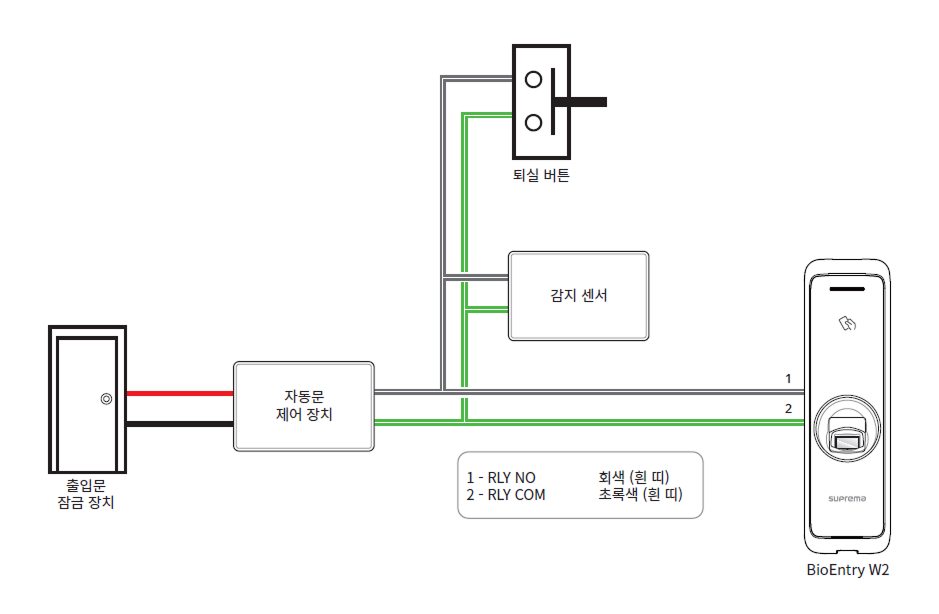 퇴실 버튼
감지 센서
자동문
제어 장치
출입문
잠금 장치
1
2
1 - RLY NO 회색 (흰 띠)
2 - RLY COM 초록색 (흰 띠)
suprema
BioEntry W2